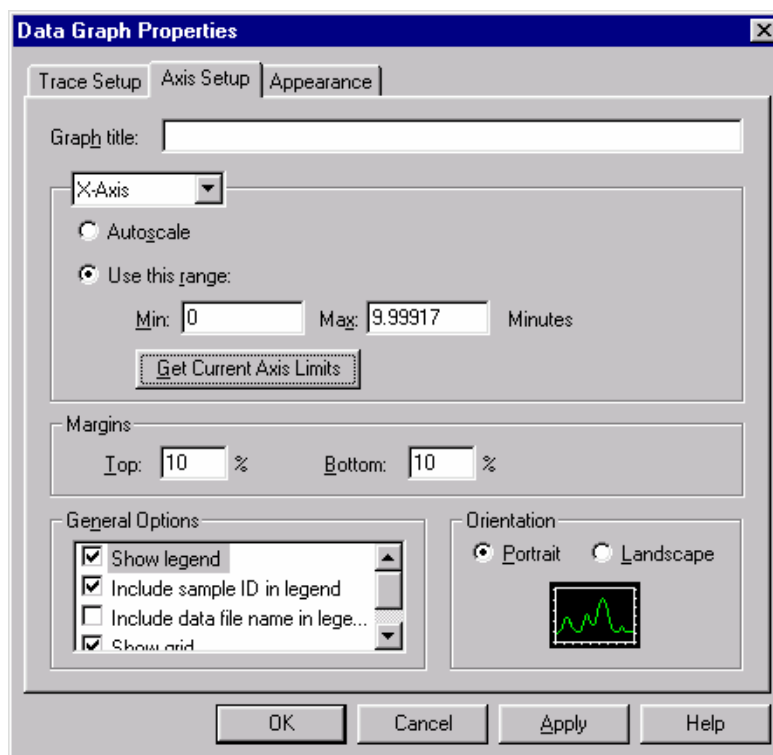 Data Graph Properties
Trace Setup Axis Setup Appearance
Graph title:
X-Axis
Autoscale
Use this range:
Min: 0 Max: 9.99917 Minutes
Get Current Axis Limits
Margins
Top: 10 % Bottom: 10 %
General Options
Show legend
Include sample ID in legend
Include data file name in lege...
Show grid
Orientation
Portrait Landscape
OK Cancel Apply Help